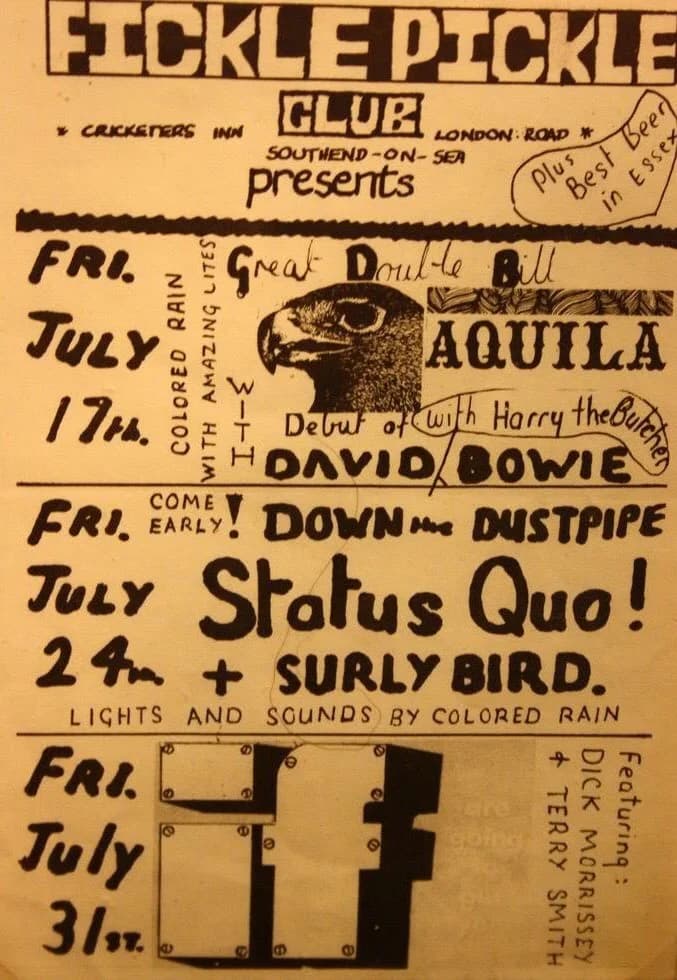 FICKLE PICKLE
CLUB
* CRICKETERS INN
LONDON ROAD *
SOUTHEND-ON-SEA
presents
Plus
Best Beer
in Essex
FRI.
JULY
17th.
COLORED RAIN
WITH AMAZING LITES
Great Double Bill
AQUILA
WITH
Debut of
with Harry the Butcher
DAVID BOWIE
FRI.
JULY
24th
COME
EARLY!
DOWN the DUSTPIPE
Status Quo!
+ SURLY BIRD.
LIGHTS AND SOUNDS BY COLORED RAIN
FRI.
July
31ST.
if
Featuring:
DICK MORRISSEY
& TERRY SMITH